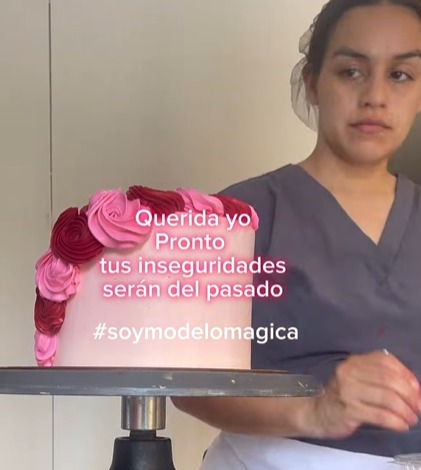 Querida yo
Pronto
tus inseguridades
serán del pasado
#soymodelomagica